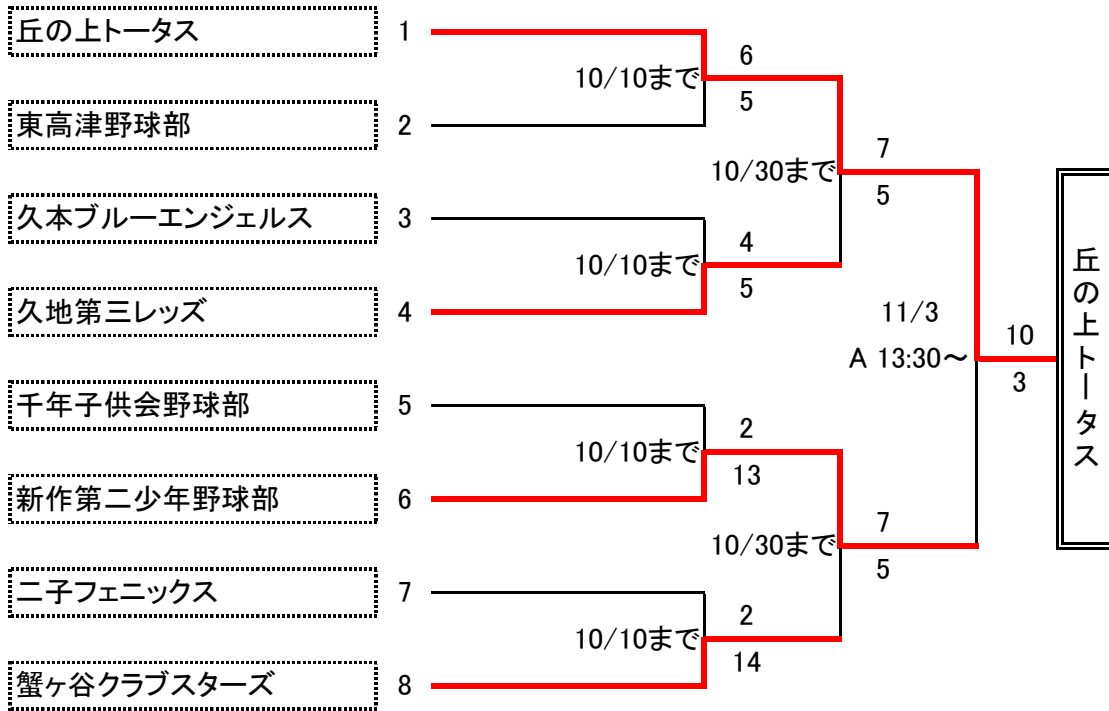 丘の上トータス
1
6
10/10まで
5
東高津野球部
2
7
10/30まで
5
久本ブルーエンジェルス
3
4
10/10まで
5
久地第三レッズ
4
11/3
10
A 13:30～
3
丘の上トータス
千年子供会野球部
5
2
10/10まで
13
新作第二少年野球部
6
7
10/30まで
5
二子フェニックス
7
2
10/10まで
14
蟹ヶ谷クラブスターズ
8